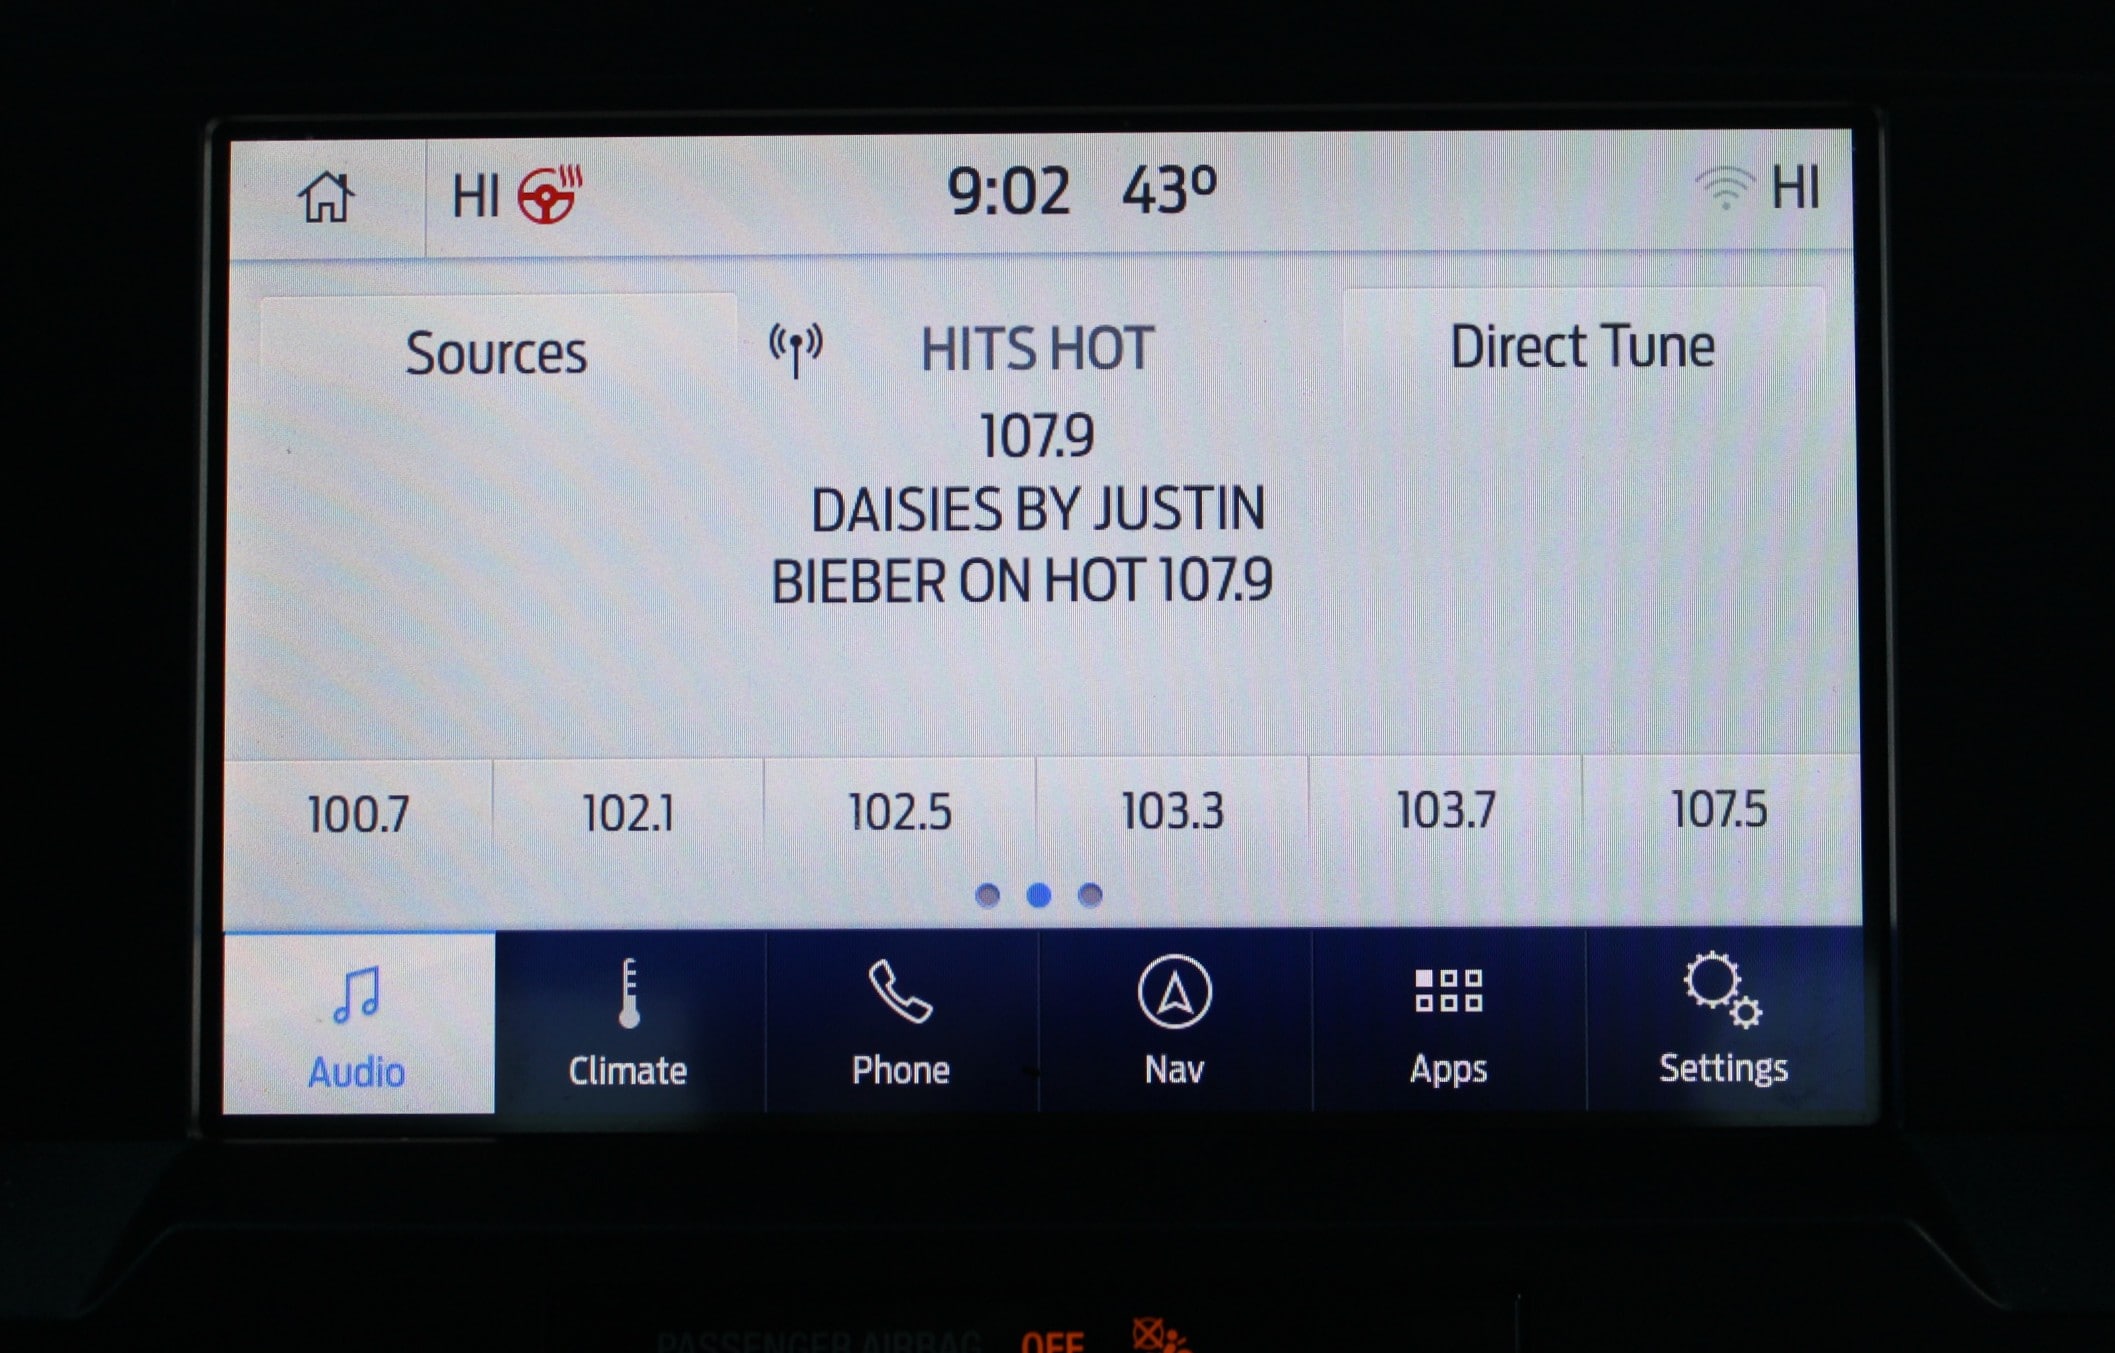 HI 9:02 43° HI
Sources HITS HOT Direct Tune
107.9
DAISIES BY JUSTIN
BIEBER ON HOT 107.9
100.7 102.1 102.5 103.3 103.7 107.5
Audio Climate Phone Nav Apps Settings
PASSENGER AIRBAG OFF